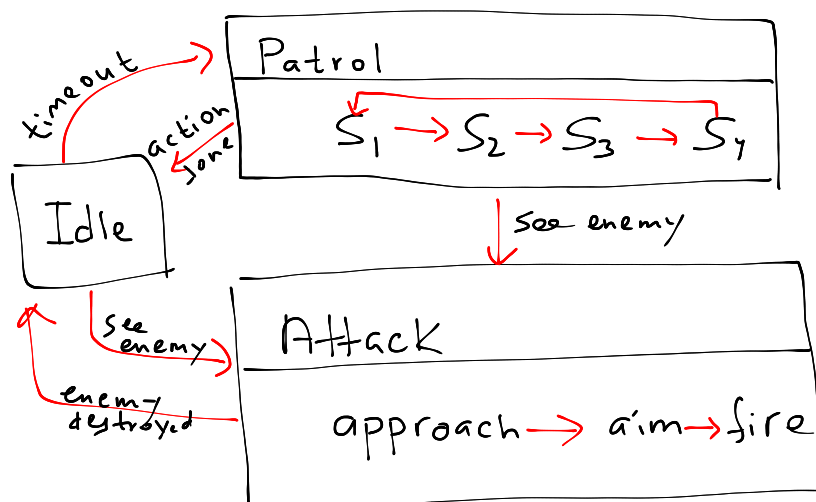 Patrol
timeout
S1 → S2 → S3 → S4
action
done
Idle
see enemy
see
enemy
Attack
enemy
destroyed
approach → aim → fire